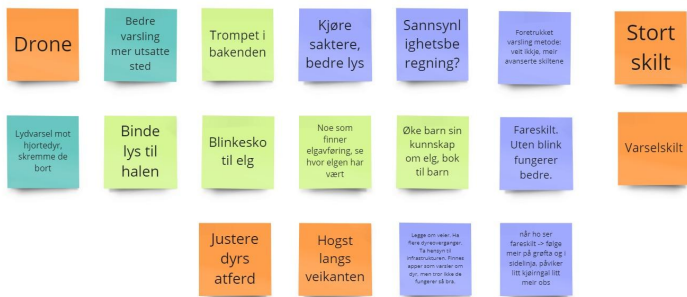 Drone
Bedre
varsling
mer utsatte
sted
Trompet i
bakenden
Kjøre
saktere,
bedre lys
Sannsynl
ighetsbe
regning?
Foretrukket
varsling metode:
veit ikkje, meir
avanserte skiltene
Stort
skilt
Lydvarsel mot
hjortedyr,
skremme de
bort
Binde
lys til
halen
Blinkesko
til elg
Noe som
finner
elgavføring, se
hvor elgen har
vært
Øke barn sin
kunnskap
om elg, bok
til barn
Fareskilt.
Uten blink
fungerer
bedre.
Varselskilt
Justere
dyrs
atferd
Hogst
langs
veikanten
Legge om veier. Ha
flere dyreoverganger.
Ta hensyn til
infrastrukturen. Finnes
apper som varsler om
dyr, men tror ikke de
fungerer så bra.
når ho ser
fareskilt -> følge
meir på grøfta og i
sidelinja, påvirker
litt kjøringa litt
meir obs